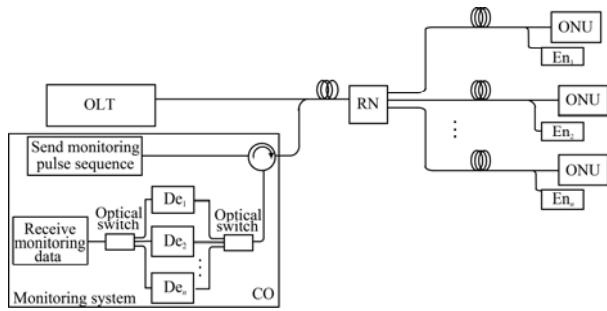 ONU
En₁
OLT
RN
ONU
En₂
Send monitoring
pulse sequence
⋮
ONU
Enₙ
Optical
switch
De₁
Optical
switch
Receive
monitoring
data
De₂
⋮
Deₙ
Monitoring system
CO